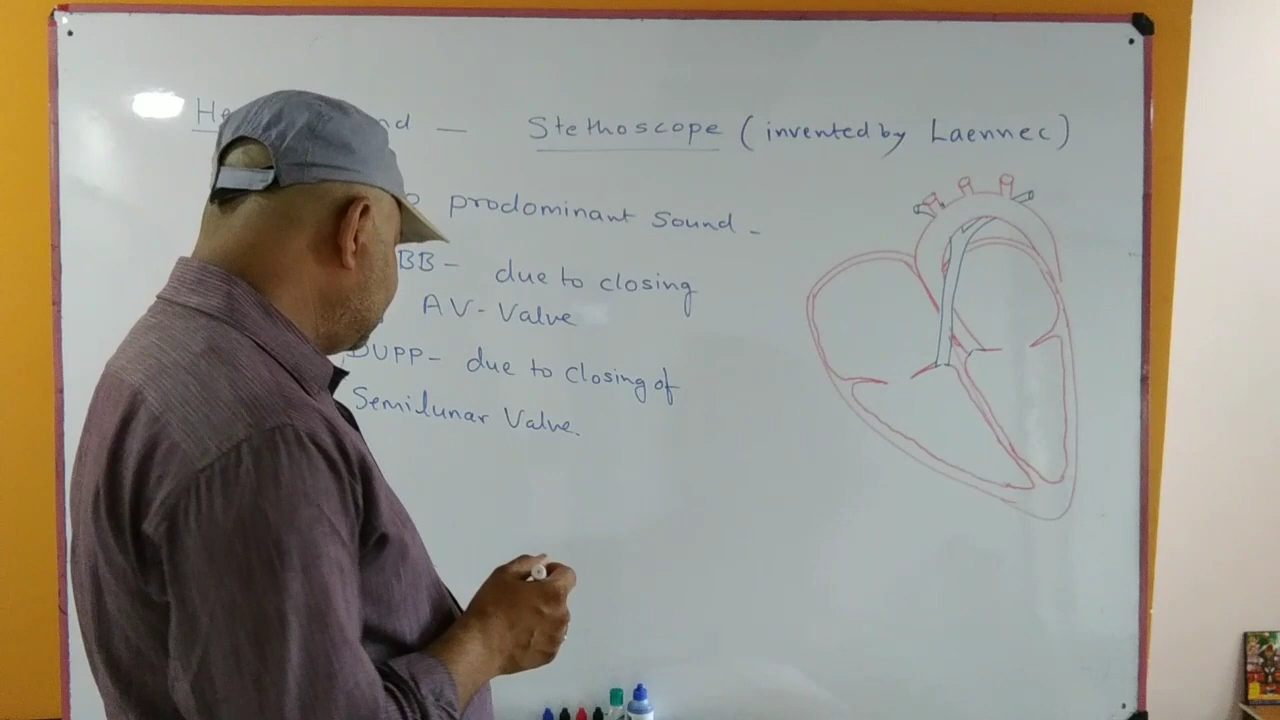 He nd — Stethoscope (invented by Laennec)
prodominant Sound -
BB - due to closing
AV - Valve
DUPP - due to closing of
Semilunar Valve.